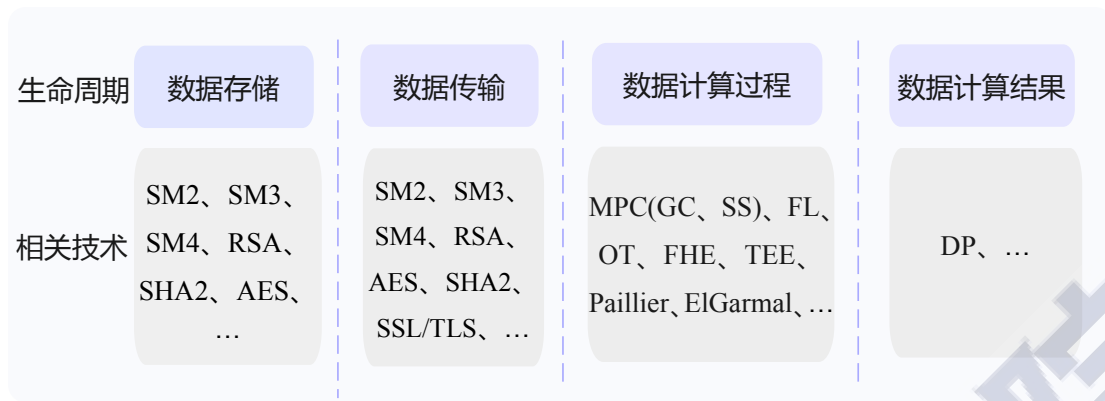 生命周期
数据存储
数据传输
数据计算过程
数据计算结果
相关技术
SM2、SM3、
SM4、RSA、
SHA2、AES、
…
SM2、SM3、
SM4、RSA、
AES、SHA2、
SSL/TLS、…
MPC(GC、SS)、FL、
OT、FHE、TEE、
Paillier、ElGarmal、…
DP、…